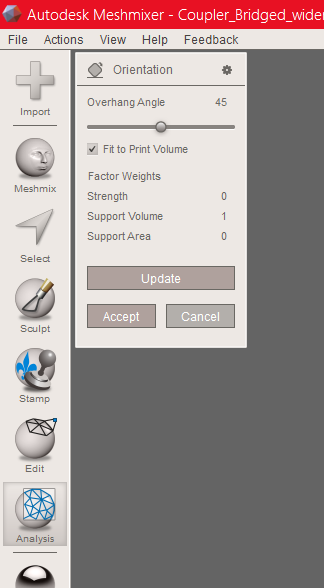 Autodesk Meshmixer - Coupler_Bridged_wider
File Actions View Help Feedback
Import
Meshmix
Select
Sculpt
Stamp
Edit
Analysis
Orientation
Overhang Angle 45
Fit to Print Volume
Factor Weights
Strength 0
Support Volume 1
Support Area 0
Update
Accept Cancel